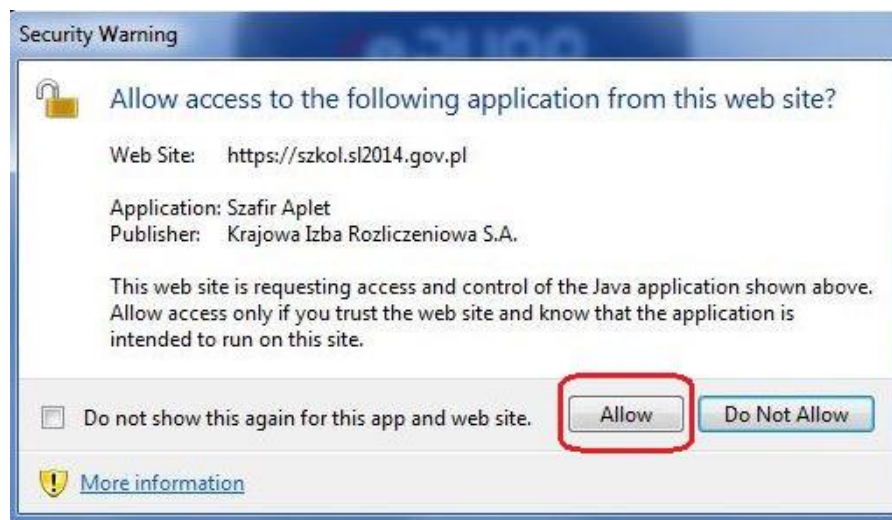 Security Warning
Allow access to the following application from this web site?
Web Site: https://szkol.sl2014.gov.pl
Application: Szafir Aplet
Publisher: Krajowa Izba Rozliczeniowa S.A.
This web site is requesting access and control of the Java application shown above.
Allow access only if you trust the web site and know that the application is
intended to run on this site.
Do not show this again for this app and web site.
Allow
Do Not Allow
More information